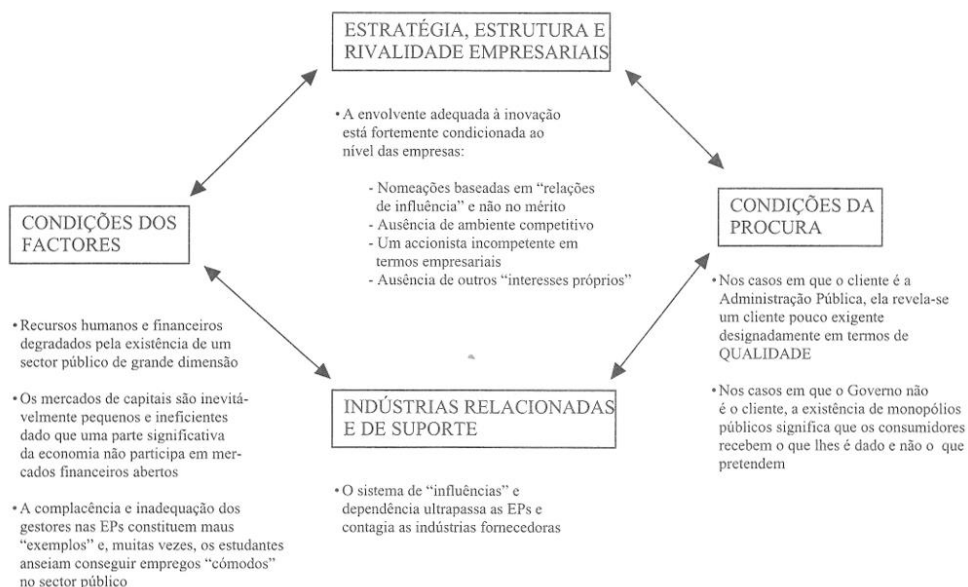 ESTRATÉGIA, ESTRUTURA E
RIVALIDADE EMPRESARIAIS
• A envolvente adequada à inovação
está fortemente condicionada ao
nível das empresas:
- Nomeações baseadas em “relações
de influência” e não no mérito
- Ausência de ambiente competitivo
- Um accionista incompetente em
termos empresariais
- Ausência de outros “interesses próprios”
CONDIÇÕES DOS
FACTORES
• Recursos humanos e financeiros
degradados pela existência de um
sector público de grande dimensão
• Os mercados de capitais são inevitá-
velmente pequenos e ineficientes
dado que uma parte significativa
da economia não participa em mer-
cados financeiros abertos
• A complacência e inadequação dos
gestores nas EPs constituem maus
“exemplos” e, muitas vezes, os estudantes
anseiam conseguir empregos “cómodos”
no sector público
CONDIÇÕES DA
PROCURA
• Nos casos em que o cliente é a
Administração Pública, ela revela-se
um cliente pouco exigente
designadamente em termos de
QUALIDADE
• Nos casos em que o Governo não
é o cliente, a existência de monopólios
públicos significa que os consumidores
recebem o que lhes é dado e não o que
pretendem
INDÚSTRIAS RELACIONADAS
E DE SUPORTE
• O sistema de “influências” e
dependência ultrapassa as EPs e
contagia as indústrias fornecedoras